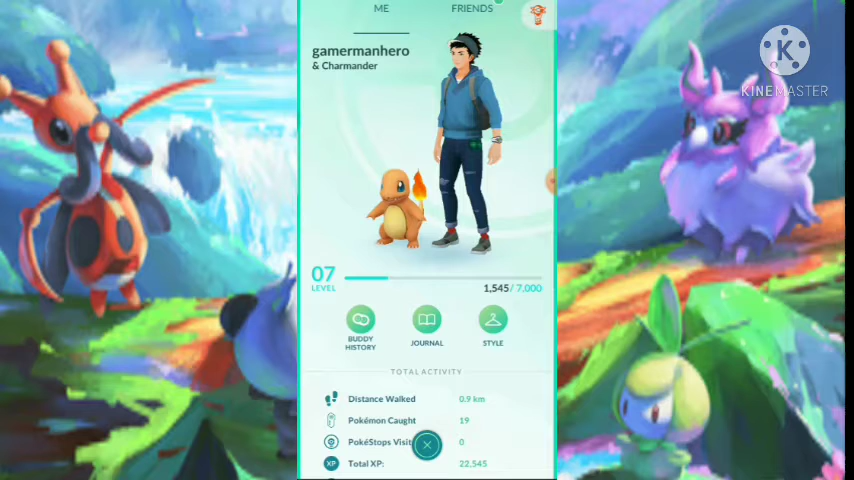 ME
FRIENDS
gamermanhero
& Charmander
K
KINEMASTER
07
LEVEL
1,545/ 7,000
BUDDY
HISTORY
JOURNAL
STYLE
TOTAL ACTIVITY
Distance Walked 0.9 km
Pokémon Caught 19
PokéStops Visit 0
XP Total XP: 22,545